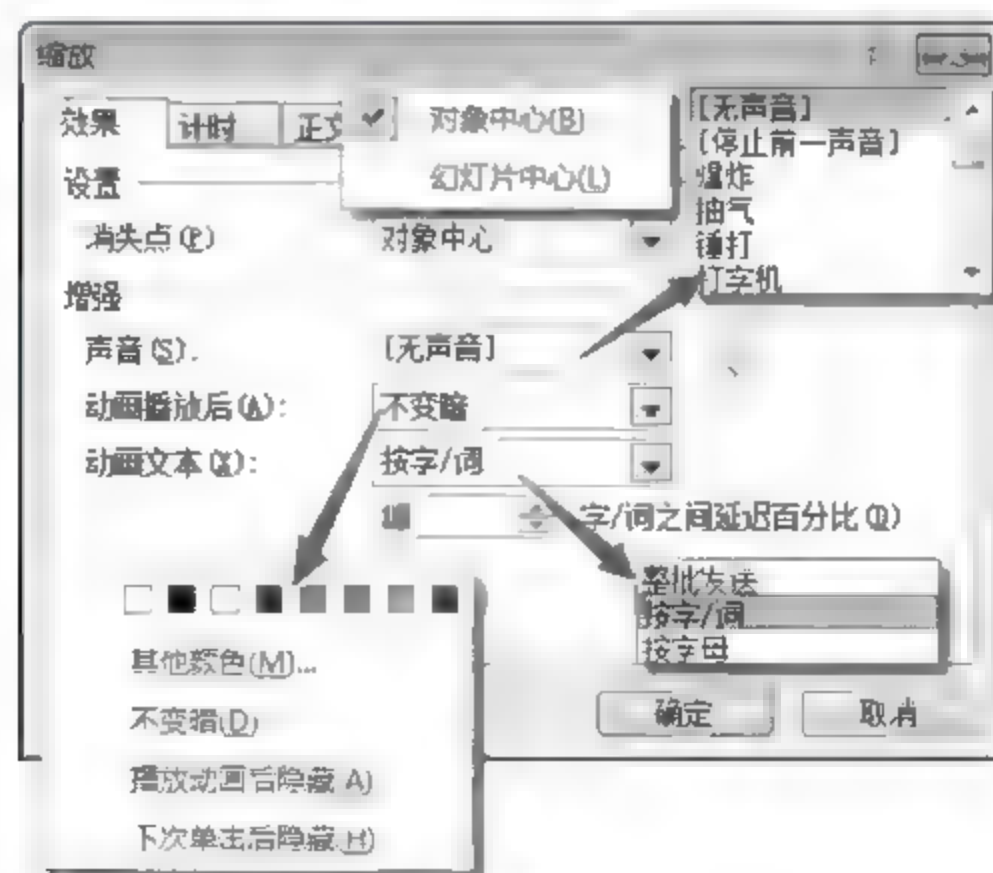 缩放
效果 计时 正文
对象中心(B)
幻灯片中心(L)
[无声音]
[停止前一声音]
爆炸
抽气
锤打
打字机
设置
消失点(P) 对象中心
增强
声音(S). [无声音]
动画播放后(A): 不变暗
动画文本(X): 按字/词
字/词之间延迟百分比(D)
整批发送
按字/词
按字母
其他颜色(M)...
不变暗(D)
播放动画后隐藏 A)
下次单击后隐藏(H)
确定 取消